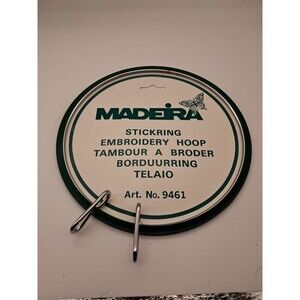 MADEIRA
STICKRING
EMBROIDERY HOOP
TAMBOUR A BRODER
BORDUURRING
TELAIO
Art. No. 9461